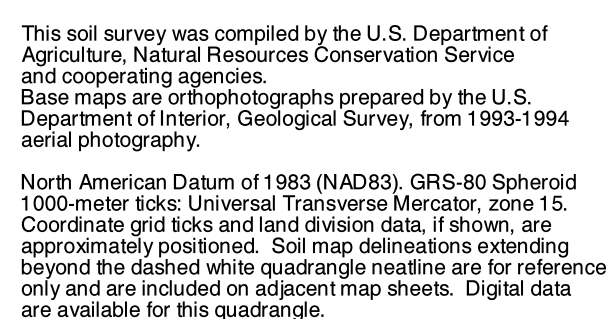 This soil survey was compiled by the U.S. Department of
Agriculture, Natural Resources Conservation Service
and cooperating agencies.
Base maps are orthophotographs prepared by the U.S.
Department of Interior, Geological Survey, from 1993-1994
aerial photography.

North American Datum of 1983 (NAD83). GRS-80 Spheroid
1000-meter ticks: Universal Transverse Mercator, zone 15.
Coordinate grid ticks and land division data, if shown, are
approximately positioned.  Soil map delineations extending
beyond the dashed white quadrangle neatline are for reference
only and are included on adjacent map sheets.  Digital data
are available for this quadrangle.